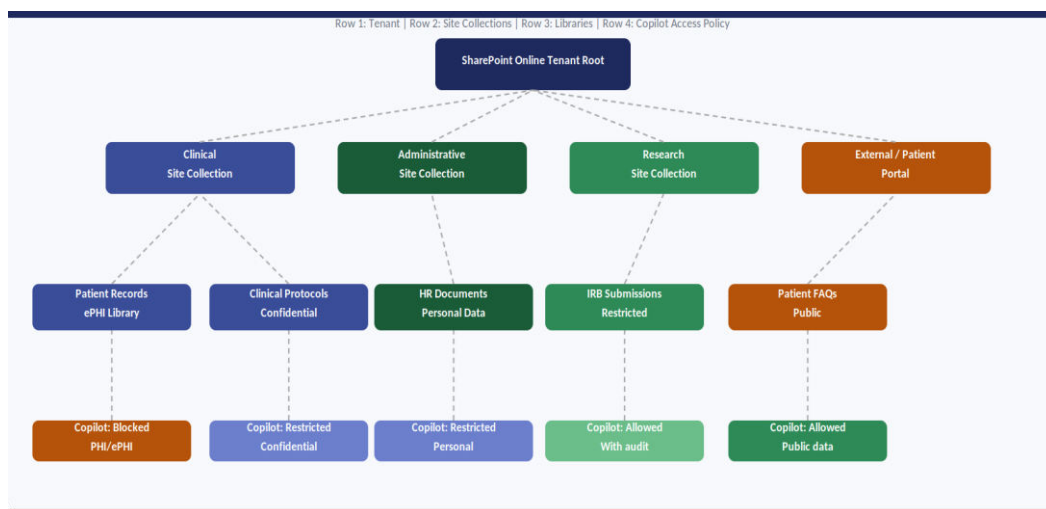 Row 1: Tenant | Row 2: Site Collections | Row 3: Libraries | Row 4: Copilot Access Policy
SharePoint Online Tenant Root
Clinical
Site Collection
Administrative
Site Collection
Research
Site Collection
External / Patient
Portal
Patient Records
ePHI Library
Clinical Protocols
Confidential
HR Documents
Personal Data
IRB Submissions
Restricted
Patient FAQs
Public
Copilot: Blocked
PHI/ePHI
Copilot: Restricted
Confidential
Copilot: Restricted
Personal
Copilot: Allowed
With audit
Copilot: Allowed
Public data